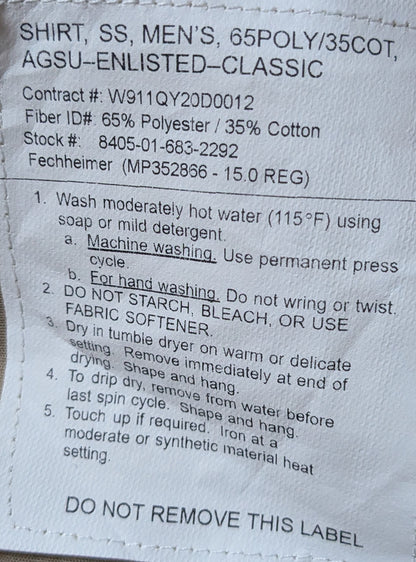 SHIRT, SS, MEN'S, 65POLY/35COT,
AGSU–ENLISTED–CLASSIC
Contract #: W911QY20D0012
Fiber ID#: 65% Polyester / 35% Cotton
Stock #: 8405-01-683-2292
Fechheimer (MP352866 - 15.0 REG)
1. Wash moderately hot water (115°F) using
soap or mild detergent.
a. Machine washing. Use permanent press
cycle.
b. For hand washing. Do not wring or twist.
2. DO NOT STARCH, BLEACH, OR USE
FABRIC SOFTENER.
3. Dry in tumble dryer on warm or delicate
setting. Remove immediately at end of
drying. Shape and hang.
4. To drip dry, remove from water before
last spin cycle. Shape and hang.
5. Touch up if required. Iron at a
moderate or synthetic material heat
setting.
DO NOT REMOVE THIS LABEL